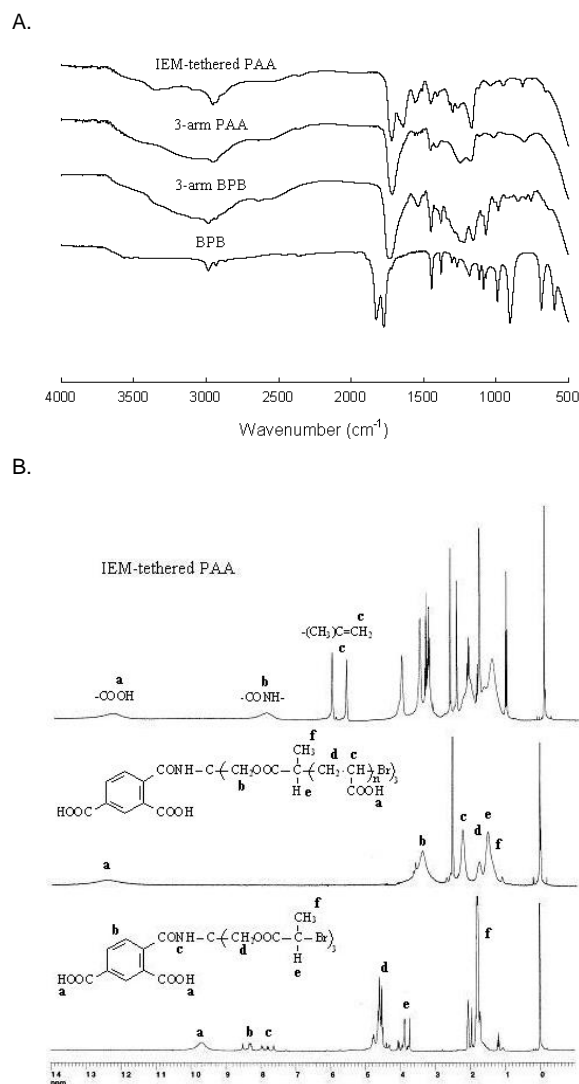 A.
IEM-tethered PAA
3-arm PAA
3-arm BPB
BPB
4000 3500 3000 2500 2000 1500 1000 500
Wavenumber (cm-1)
B.
IEM-tethered PAA
c
-(CH3)C=CH2
c
a
-COOH
b
-CONH-
f
CH3
d
c
CONH-C-(-CH2OOC-C-(-CH2-CH-)n-Br)3
b
H e
COOH
a
HOOC
COOH
a
b
c
d
e
f
f
CH3
b
CONH-C-(-CH2OOC-C-Br)3
c
d
H
e
HOOC
a
COOH
a
a
b
c
d
e
f
14 13 12 11 10 9 8 7 6 5 4 3 2 1 0
ppm